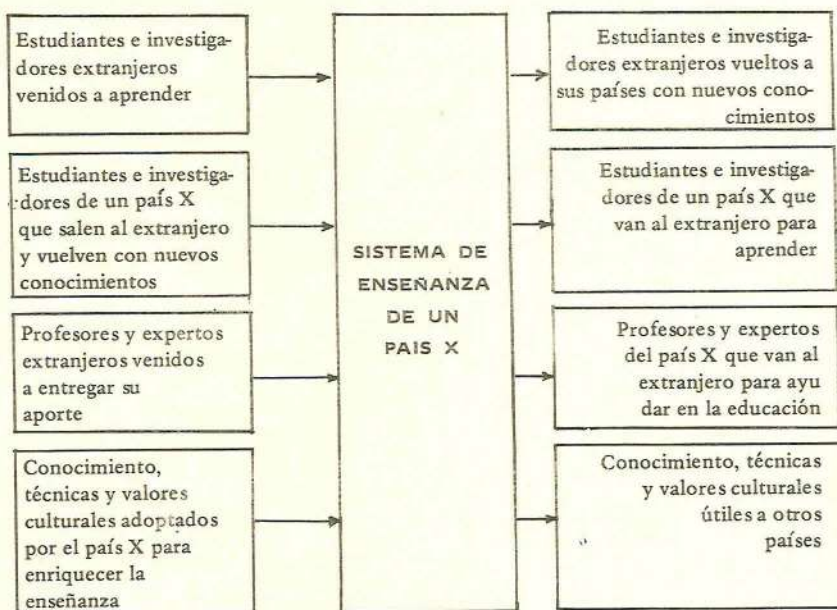 Estudiantes e investiga-
dores extranjeros
venidos a aprender
Estudiantes e investiga-
dores de un país X
que salen al extranjero
y vuelven con nuevos
conocimientos
Profesores y expertos
extranjeros venidos
a entregar su
aporte
Conocimiento,
técnicas y valores
culturales adoptados
por el país X para
enriquecer la
enseñanza
SISTEMA DE
ENSEÑANZA
DE UN
PAIS X
Estudiantes e investiga-
dores extranjeros vueltos a
sus países con nuevos cono-
cimientos
Estudiantes e investiga-
dores de un país X que
van al extranjero para
aprender
Profesores y expertos
del país X que van al
extranjero para ayu
dar en la educación
Conocimiento, técnicas
y valores culturales
útiles a otros
países